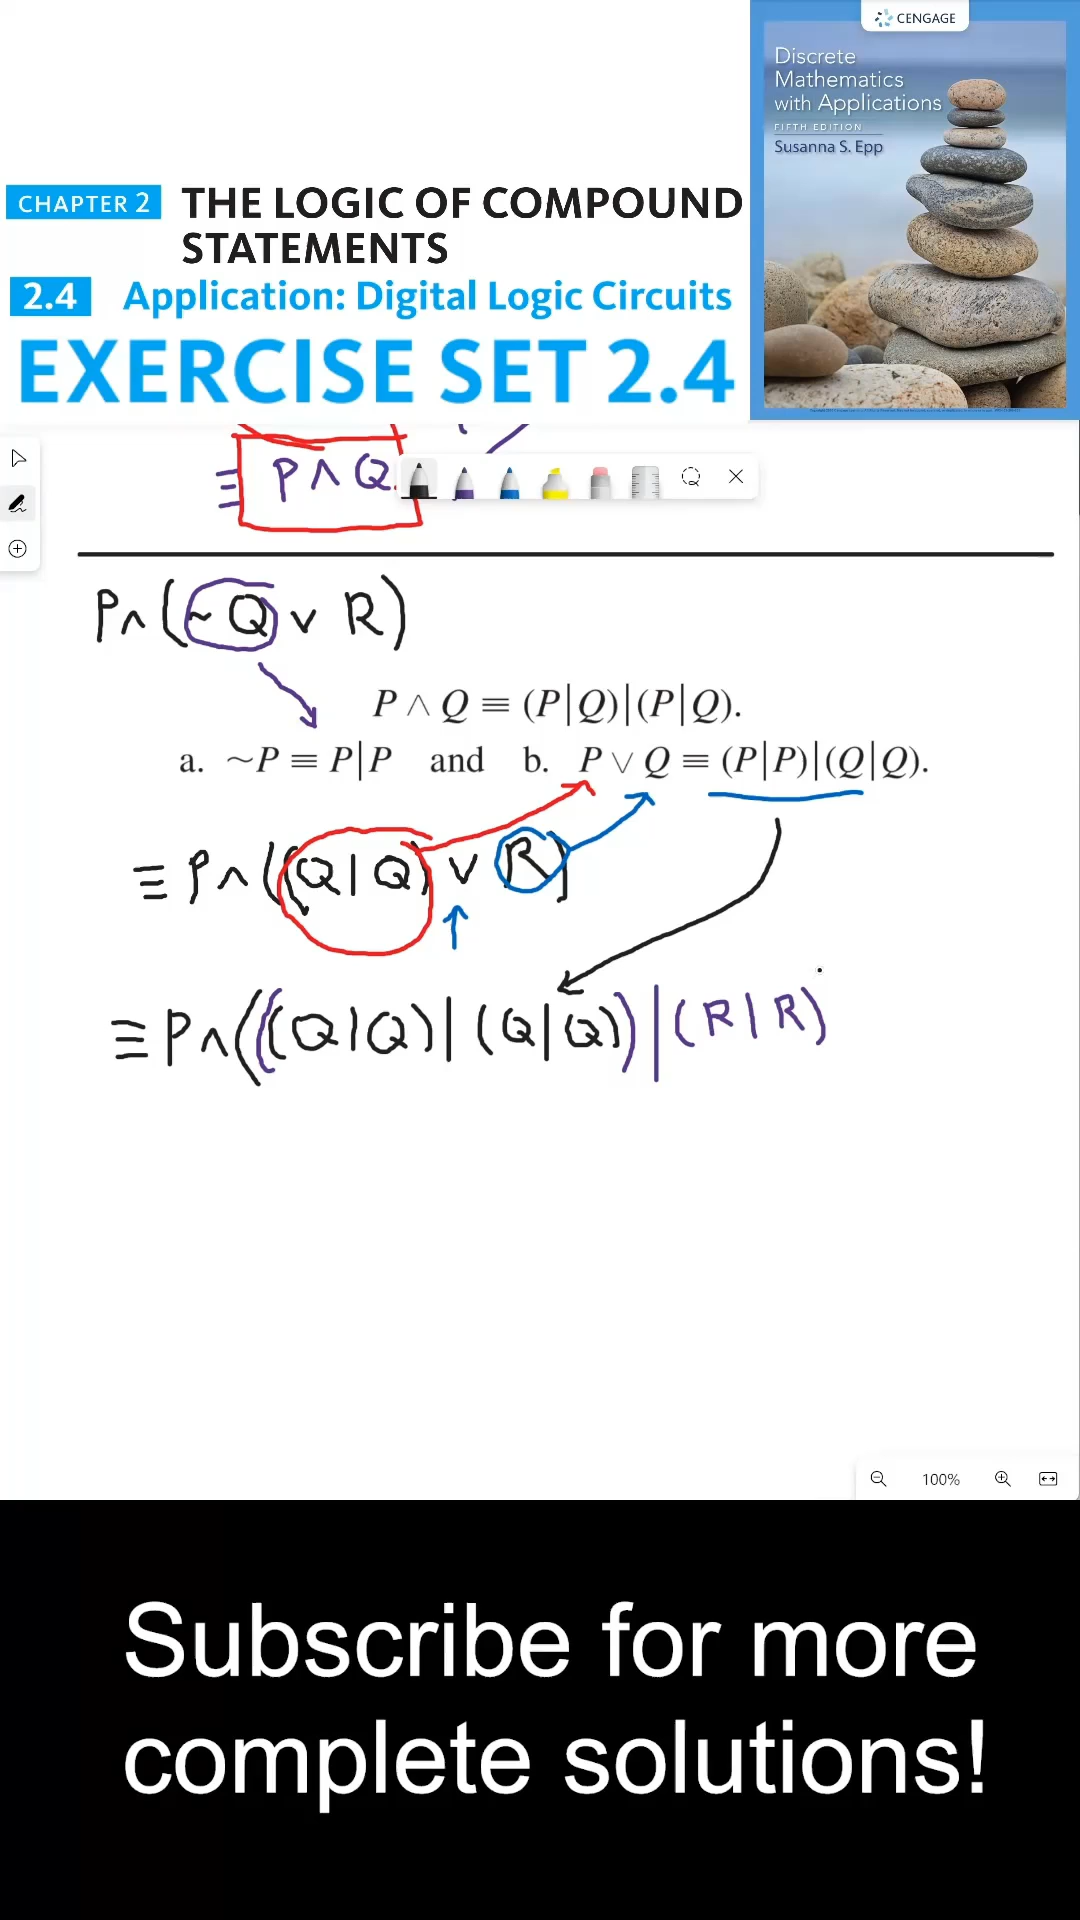 CENGAGE
Discrete
Mathematics
with Applications
FIFTH EDITION
Susanna S. Epp
CHAPTER 2 THE LOGIC OF COMPOUND
STATEMENTS
2.4 Application: Digital Logic Circuits
EXERCISE SET 2.4
≡ P ∧ Q
P ∧ (~Q ∨ R)
P ∧ Q ≡ (P|Q)|(P|Q).
a. ~P ≡ P|P and b. P ∨ Q ≡ (P|P)|(Q|Q).
≡ P ∧ ((Q|Q) ∨ R)
≡ P ∧ (((Q|Q)|(Q|Q))|(R|R)
100%
Subscribe for more
complete solutions!